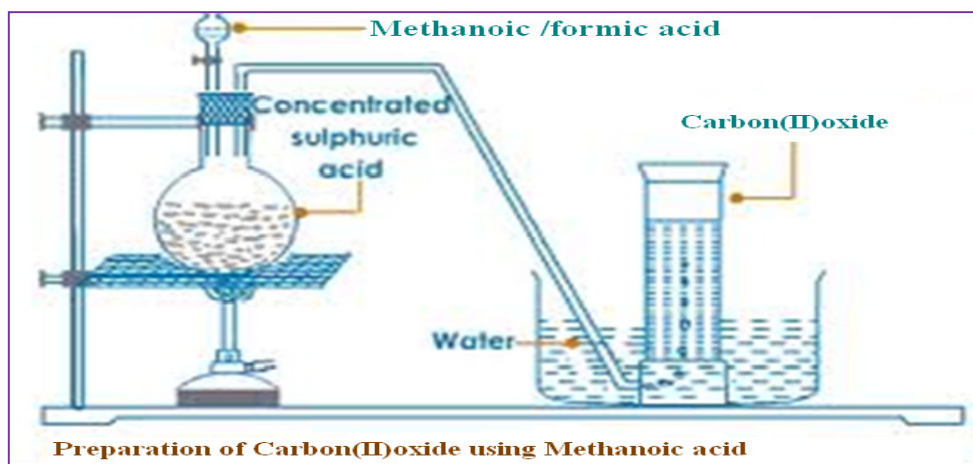 Methanoic /formic acid
Concentrated
sulphuric
acid
Carbon(II)oxide
Water
Preparation of Carbon(II)oxide using Methanoic acid